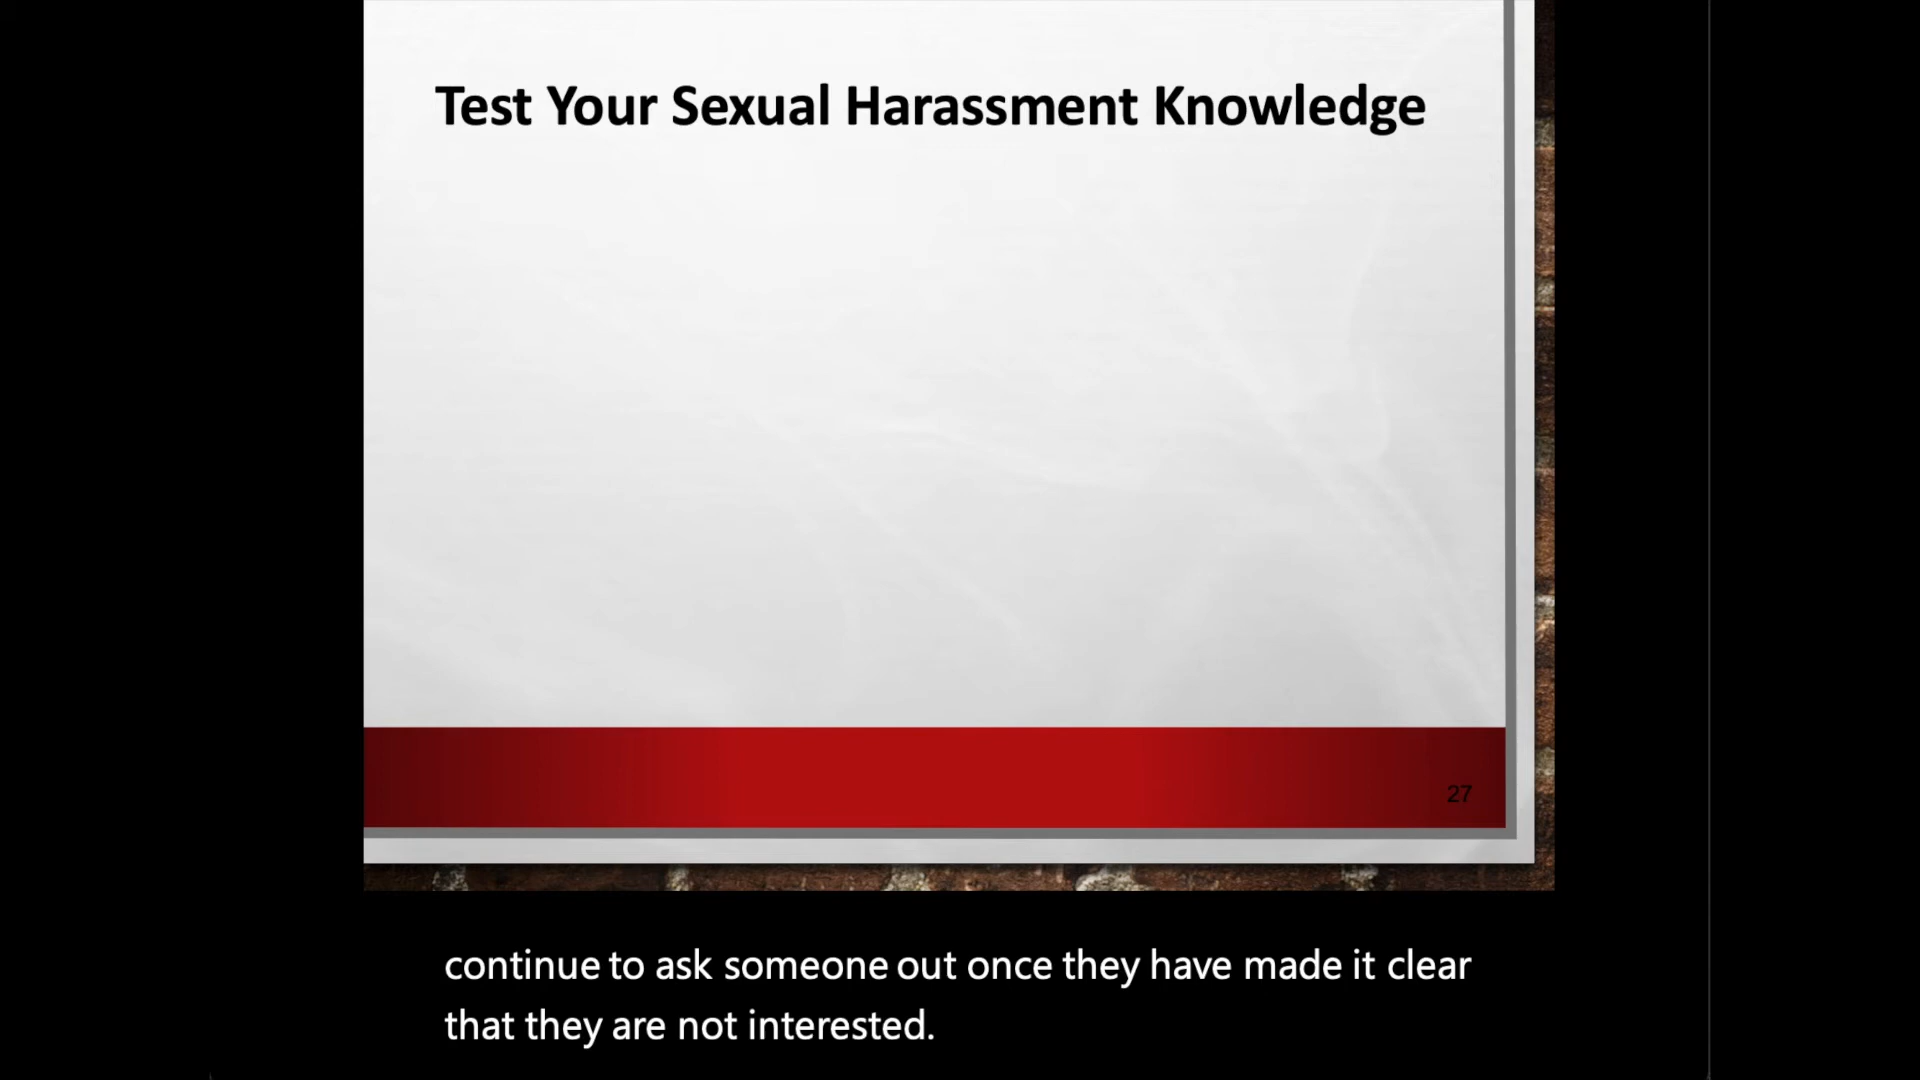 Test Your Sexual Harassment Knowledge
27
continue to ask someone out once they have made it clear
that they are not interested.